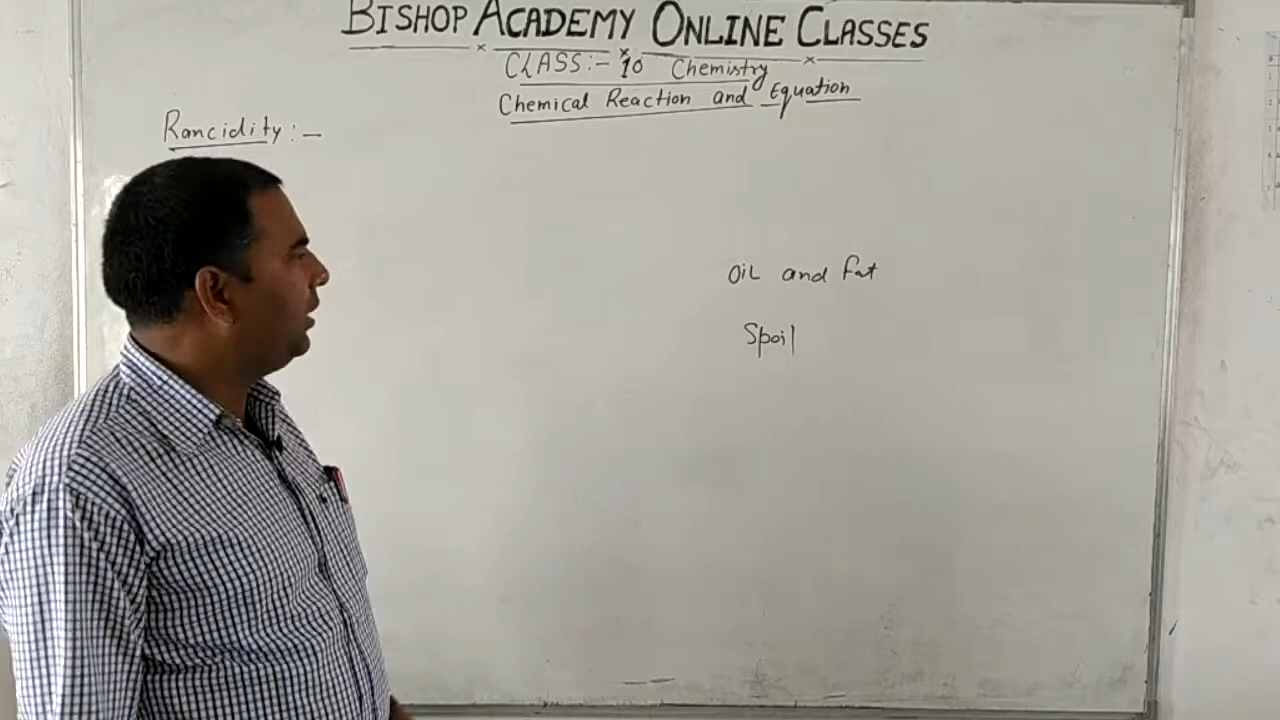 BISHOP ACADEMY ONLINE CLASSES
CLASS:- 10 Chemistry
Chemical Reaction and Equation
Rancidity:-
Oil and fat
Spoil